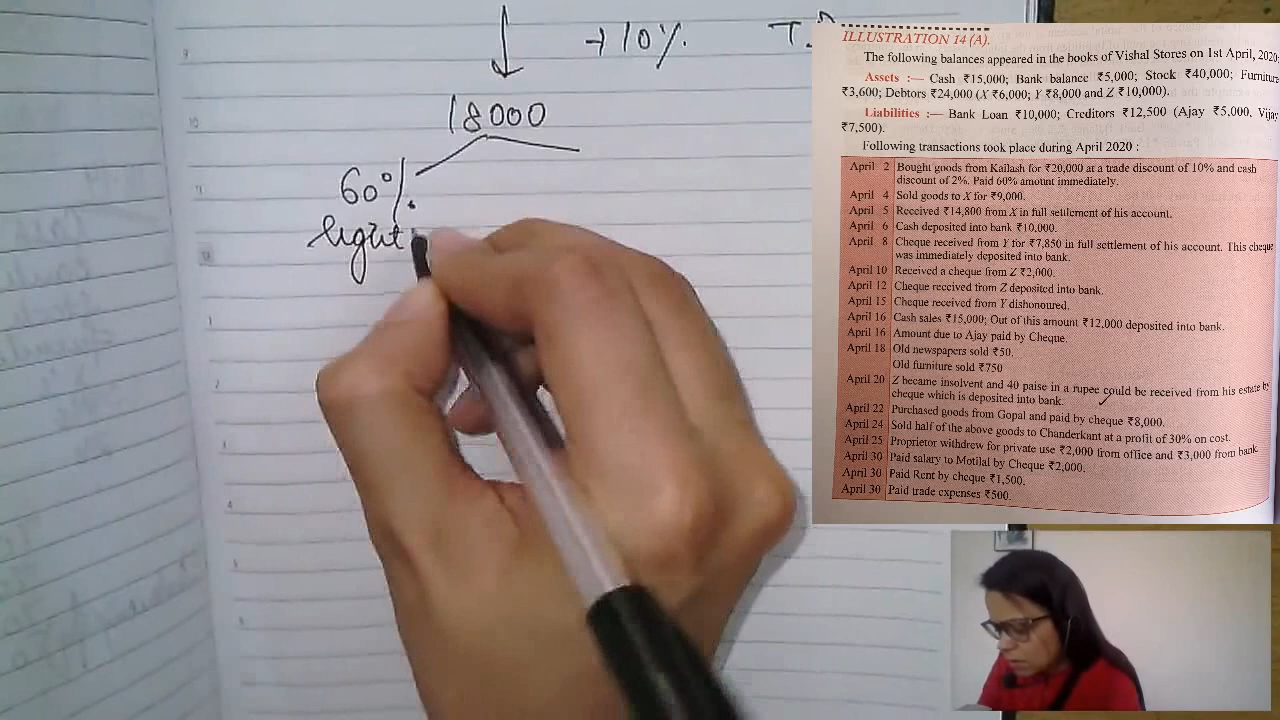 → 10%. T.D
18000
60%.
light
ILLUSTRATION 14 (A).
The following balances appeared in the books of Vishal Stores on 1st April, 2020
Assets :— Cash ₹15,000; Bank balance ₹5,000; Stock ₹40,000; Furniture
₹3,600; Debtors ₹24,000 (X ₹6,000; Y ₹8,000 and Z ₹10,000).
Liabilities :— Bank Loan ₹10,000; Creditors ₹12,500 (Ajay ₹5,000, Vijay
₹7,500).
Following transactions took place during April 2020 :
April 2 Bought goods from Kailash for ₹20,000 at a trade discount of 10% and cash
discount of 2%. Paid 60% amount immediately.
April 4 Sold goods to X for ₹9,000.
April 5 Received ₹14,800 from X in full settlement of his account.
April 6 Cash deposited into bank ₹10,000.
April 8 Cheque received from Y for ₹7,850 in full settlement of his account. This cheque
was immediately deposited into bank.
April 10 Received a cheque from Z ₹2,000.
April 12 Cheque received from Z deposited into bank.
April 15 Cheque received from Y dishonoured.
April 16 Cash sales ₹15,000; Out of this amount ₹12,000 deposited into bank.
April 16 Amount due to Ajay paid by Cheque.
April 18 Old newspapers sold ₹50.
Old furniture sold ₹750
April 20 Z became insolvent and 40 paise in a rupee could be received from his estate by
cheque which is deposited into bank.
April 22 Purchased goods from Gopal and paid by cheque ₹8,000.
April 24 Sold half of the above goods to Chanderkant at a profit of 30% on cost.
April 25 Proprietor withdrew for private use ₹2,000 from office and ₹3,000 from bank
April 30 Paid salary to Motilal by Cheque ₹2,000.
April 30 Paid Rent by cheque ₹1,500.
April 30 Paid trade expenses ₹500.